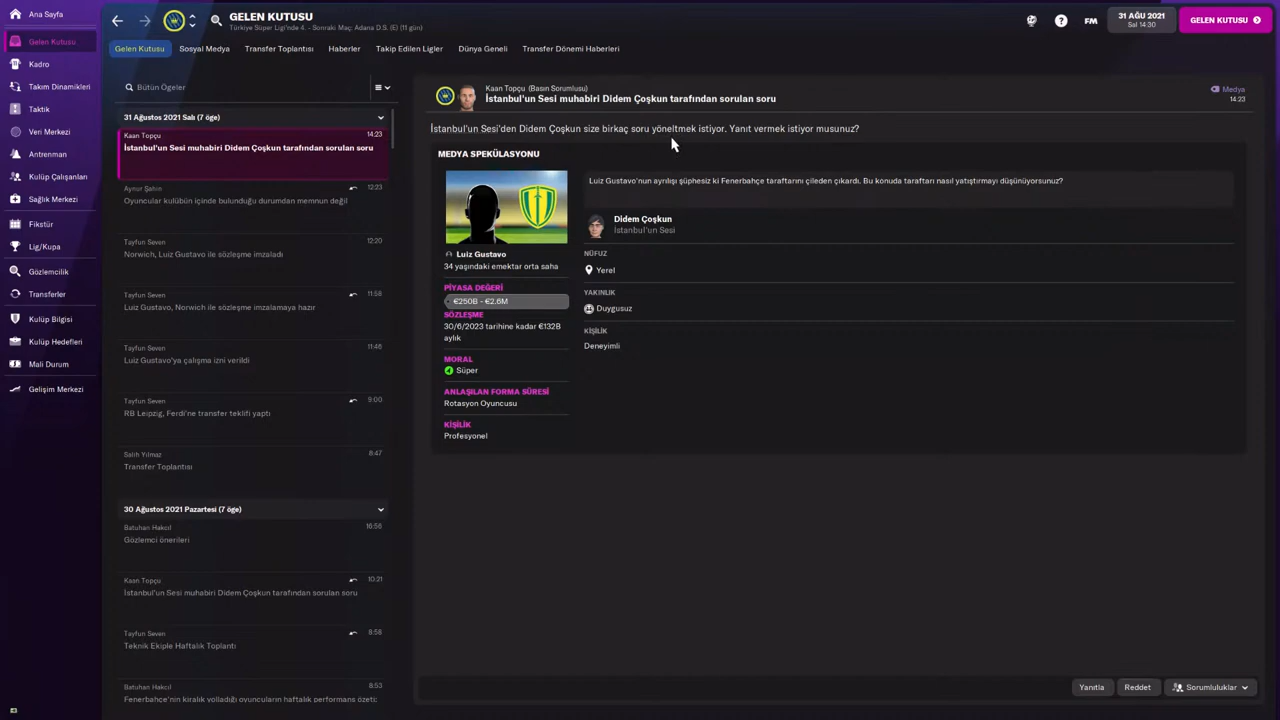 Ana Sayfa
Gelen Kutusu
Kadro
Takım Dinamikleri
Taktik
Veri Merkezi
Antrenman
Kulüp Çalışanları
Sağlık Merkezi
Fikstür
Lig/Kupa
Gözlemcilik
Transferler
Kulüp Bilgisi
Kulüp Hedefleri
Mali Durum
Gelişim Merkezi
GELEN KUTUSU
Türkiye Süper Ligi'nde 4. - Sonraki Maç: Adana D.S. (E) (11 gün)
FM
31 AĞU 2021
Sal 14:30
GELEN KUTUSU
Gelen Kutusu
Sosyal Medya
Transfer Toplantısı
Haberler
Takip Edilen Ligler
Dünya Geneli
Transfer Dönemi Haberleri
Bütün Ögeler
31 Ağustos 2021 Salı (7 öge)
Kaan Topçu 14:23
İstanbul'un Sesi muhabiri Didem Çoşkun tarafından sorulan soru
Aynur Şahin 12:23
Oyuncular kulübün içinde bulunduğu durumdan memnun değil
Tayfun Seven 12:20
Norwich, Luiz Gustavo ile sözleşme imzaladı
Tayfun Seven 11:58
Luiz Gustavo, Norwich ile sözleşme imzalamaya hazır
Tayfun Seven 11:46
Luiz Gustavo'ya çalışma izni verildi
Tayfun Seven 9:00
RB Leipzig, Ferdi'ne transfer teklifi yaptı
Salih Yılmaz 8:47
Transfer Toplantısı
30 Ağustos 2021 Pazartesi (7 öge)
Batuhan Hakcıl 16:56
Gözlemci önerileri
Kaan Topçu 10:21
İstanbul'un Sesi muhabiri Didem Çoşkun tarafından sorulan soru
Tayfun Seven 8:58
Teknik Ekiple Haftalık Toplantı
Batuhan Hakcıl 8:53
Fenerbahçe'nin kiralık yolladığı oyuncuların haftalık performans özeti;
Kaan Topçu (Basın Sorumlusu)
İstanbul'un Sesi muhabiri Didem Çoşkun tarafından sorulan soru
Medya
14:23
İstanbul'un Sesi'den Didem Çoşkun size birkaç soru yöneltmek istiyor. Yanıt vermek istiyor musunuz?
MEDYA SPEKÜLASYONU
Luiz Gustavo
34 yaşındaki emektar orta saha
PİYASA DEĞERİ
€250B - €2.6M
SÖZLEŞME
30/6/2023 tarihine kadar €132B
aylık
MORAL
Süper
ANLAŞILAN FORMA SÜRESİ
Rotasyon Oyuncusu
KİŞİLİK
Profesyonel
Luiz Gustavo'nun ayrılışı şüphesiz ki Fenerbahçe taraftarını çileden çıkardı. Bu konuda taraftarı nasıl yatıştırmayı düşünüyorsunuz?
Didem Çoşkun
İstanbul'un Sesi
NÜFUZ
Yerel
YAKINLIK
Duygusuz
KİŞİLİK
Deneyimli
Yanıtla
Reddet
Sorumluluklar